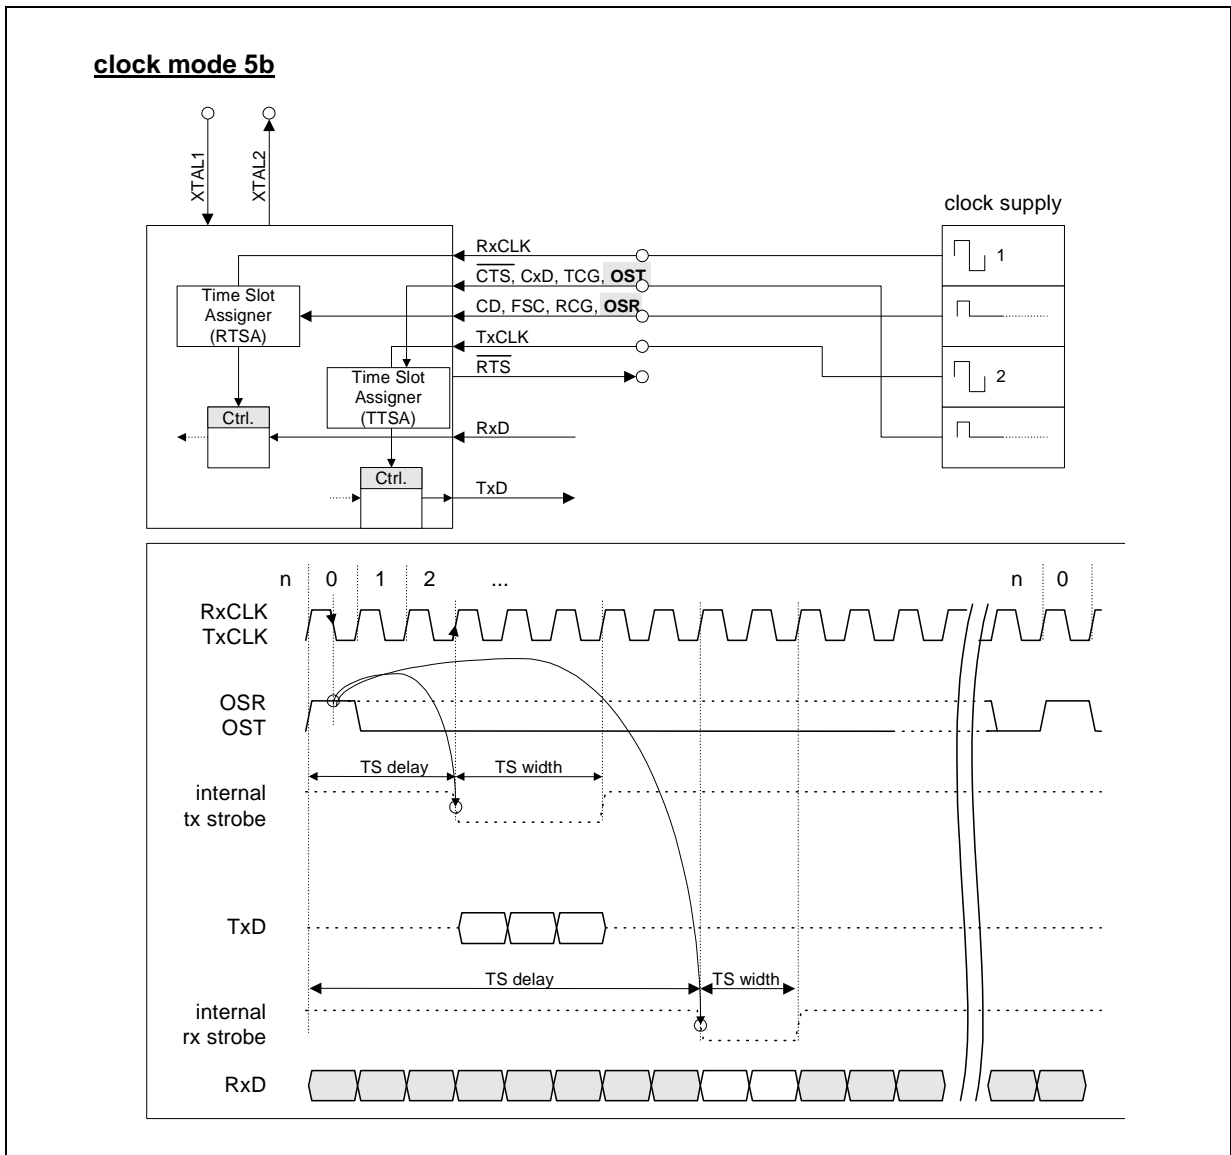 clock mode 5b
XTAL1
XTAL2
clock supply
RxCLK
1
CTS, CxD, TCG, OST
Time Slot
Assigner
(RTSA)
CD, FSC, RCG, OSR
TxCLK
RTS
2
Time Slot
Assigner
(TTSA)
Ctrl.
RxD
Ctrl.
TxD
n 0 1 2 ... n 0
RxCLK
TxCLK
OSR
OST
TS delay TS width
internal
tx strobe
TxD
TS delay TS width
internal
rx strobe
RxD